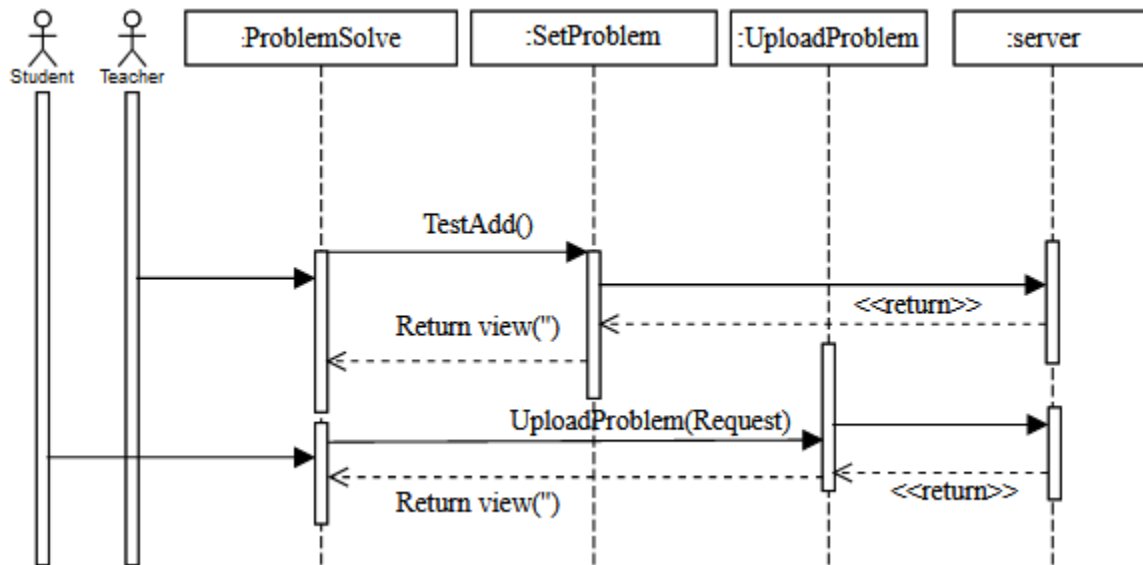 :ProblemSolve
:SetProblem
:UploadProblem
:server
Student
Teacher
TestAdd()
<<return>>
Return view('')
UploadProblem(Request)
<<return>>
Return view('')